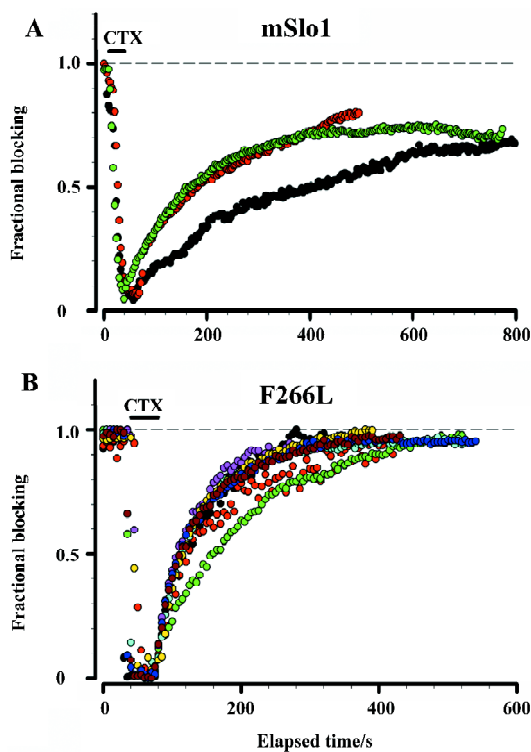 A
mSlo1
CTX
1.0
0.5
0
Fractional blocking
0 200 400 600 800
B
F266L
CTX
1.0
0.5
0
Fractional blocking
0 200 400 600
Elapsed time/s